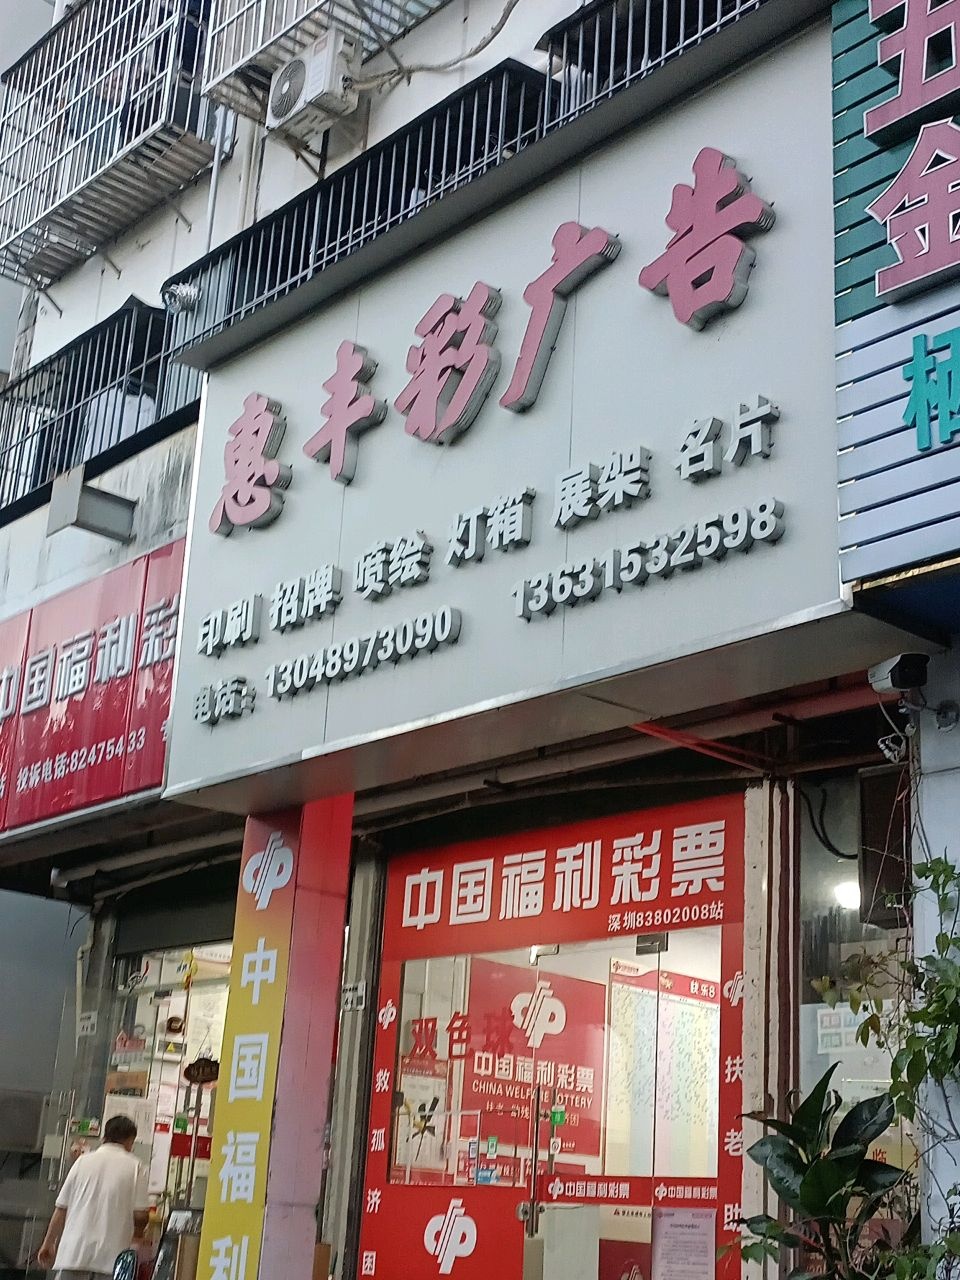 惠丰彩广告
印刷 招牌 喷绘 灯箱 展架 名片
电话: 13048973090 13631532598
五金
中国福利彩
站 投诉电话:82475433
中国福利彩票
深圳83802008站
中国福利
快乐8
双色球
中国福利彩票
CHINA WELFARE LOTTERY
救孤济困
扶老助
中国福利彩票
中国福利彩票